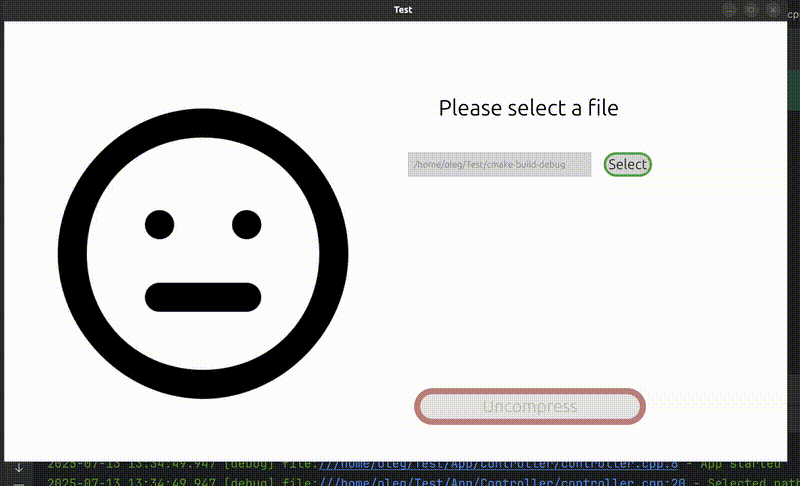 Test
cp
Please select a file
/home/oleg/Test/cmake-build-debug
Select
Uncompress
2025-07-13 13:34:49.947 [debug] file:///home/oleg/Test/App/Controller/controller.cpp:8 - App started
2025-07-13 13:34:49.947 [debug] file:///home/oleg/Test/App/Controller/controller.cpp:20 - Selected path